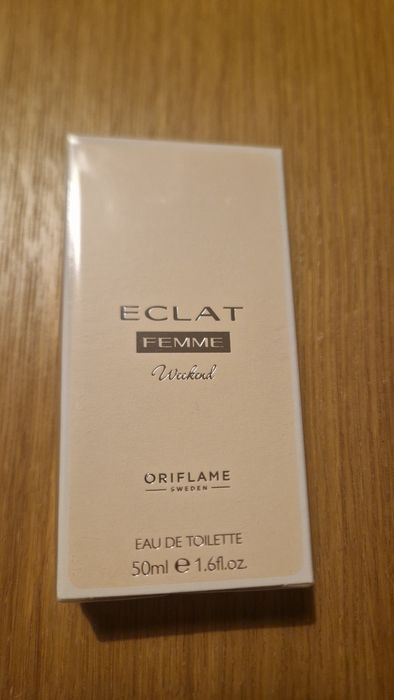 ECLAT
FEMME
Weekend
ORIFLAME
SWEDEN
EAU DE TOILETTE
50ml ℮ 1.6fl.oz.